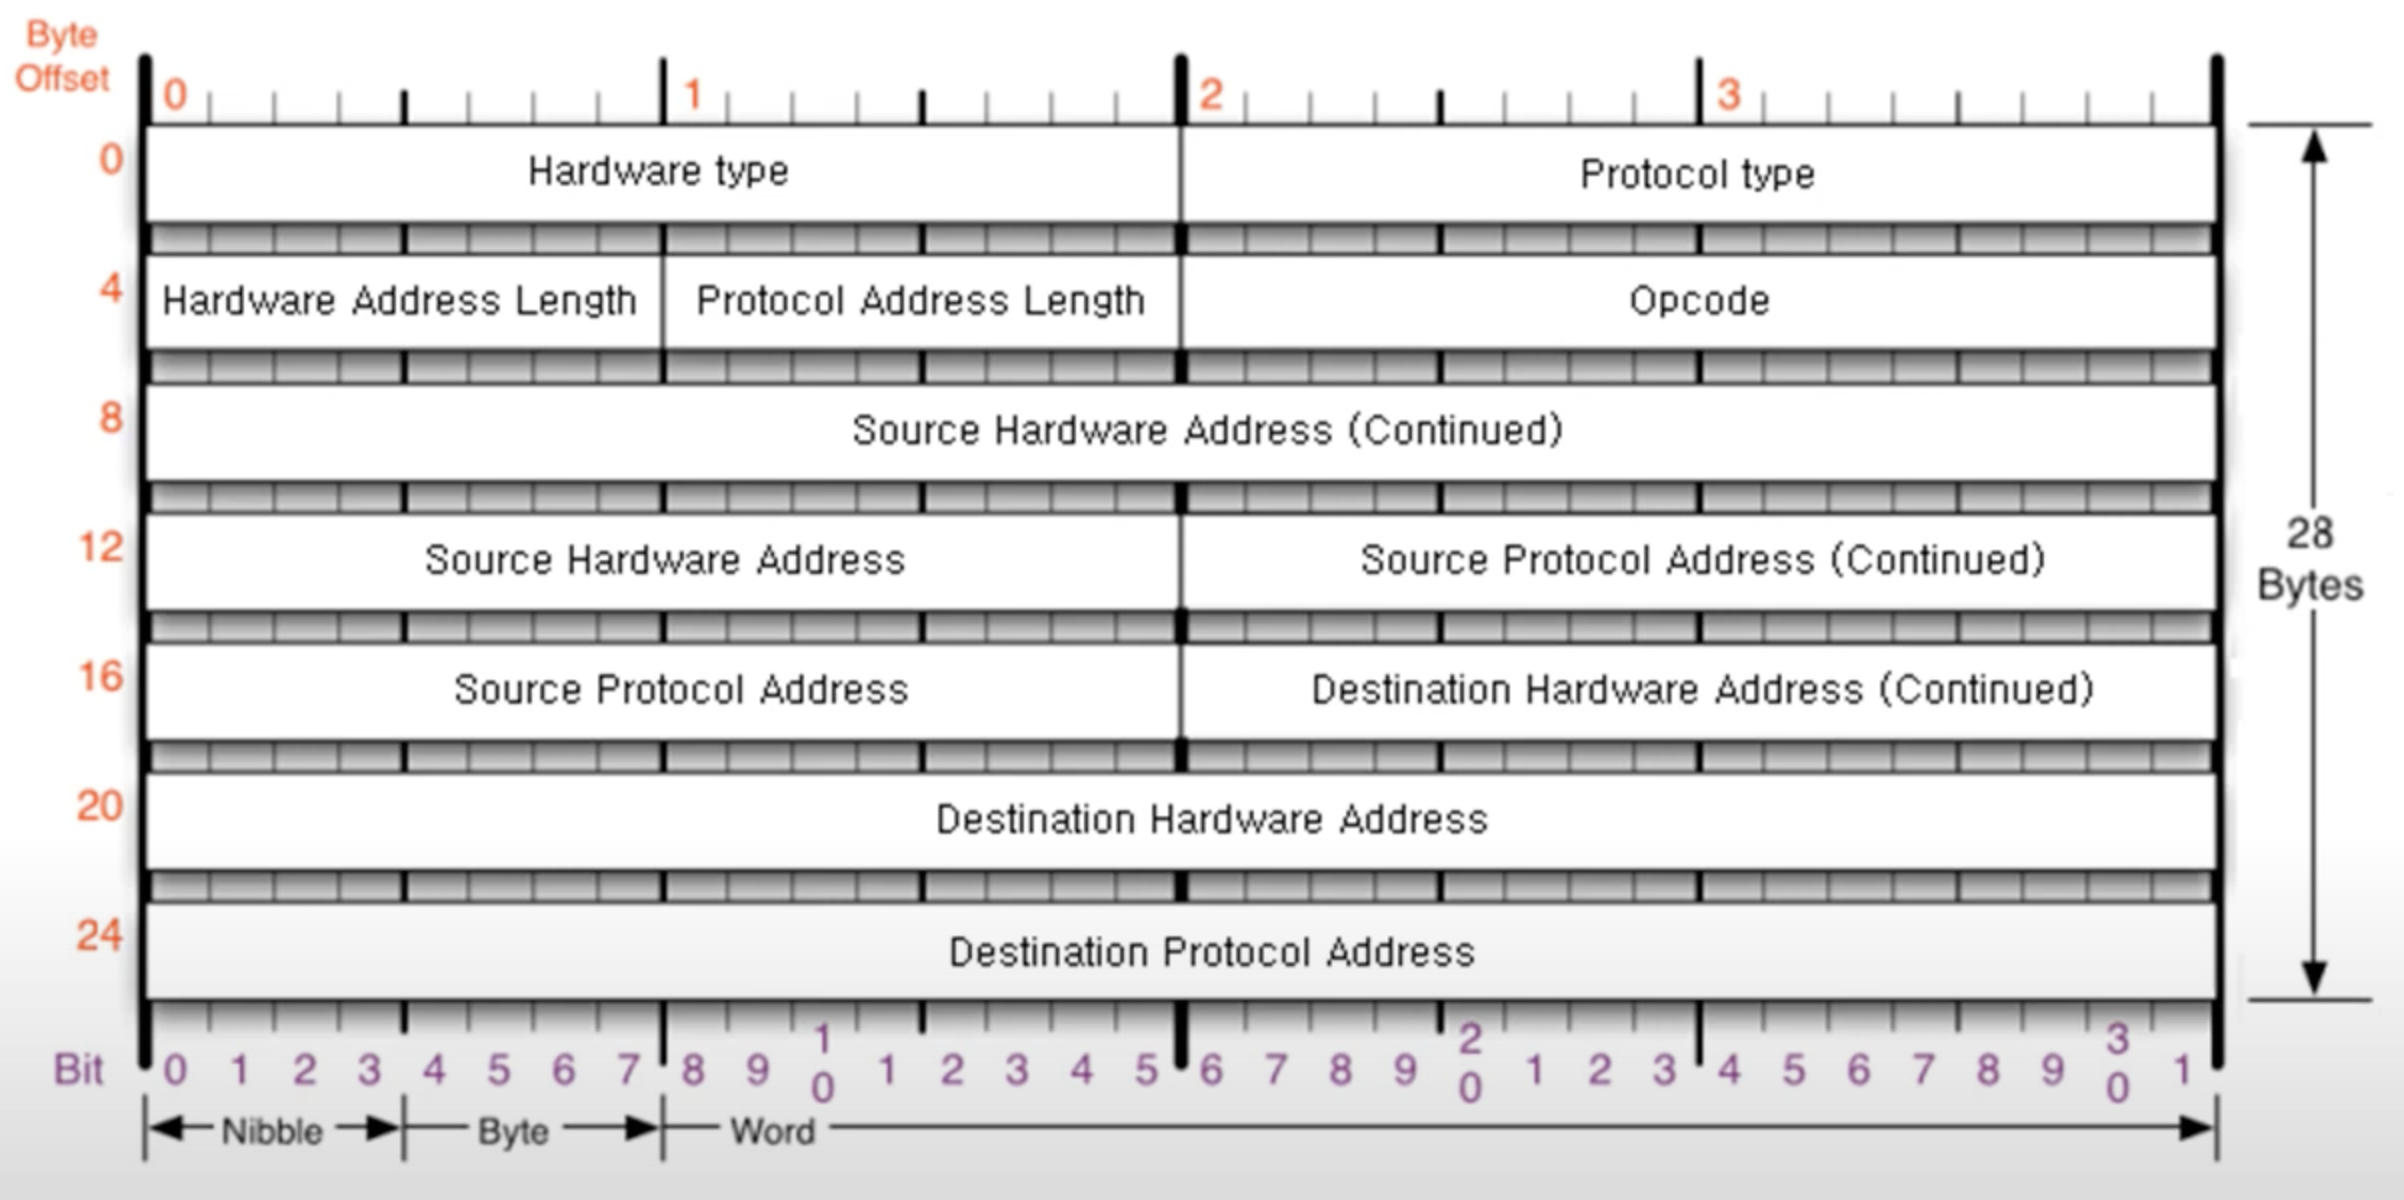 Byte
Offset
0 1 2 3
0 Hardware type Protocol type
4 Hardware Address Length Protocol Address Length Opcode
8 Source Hardware Address (Continued)
12 Source Hardware Address Source Protocol Address (Continued)
28
Bytes
16 Source Protocol Address Destination Hardware Address (Continued)
20 Destination Hardware Address
24 Destination Protocol Address
Bit 0 1 2 3 4 5 6 7 8 9 10 1 2 3 4 5 6 7 8 9 20 1 2 3 4 5 6 7 8 9 30 1
Nibble Byte Word